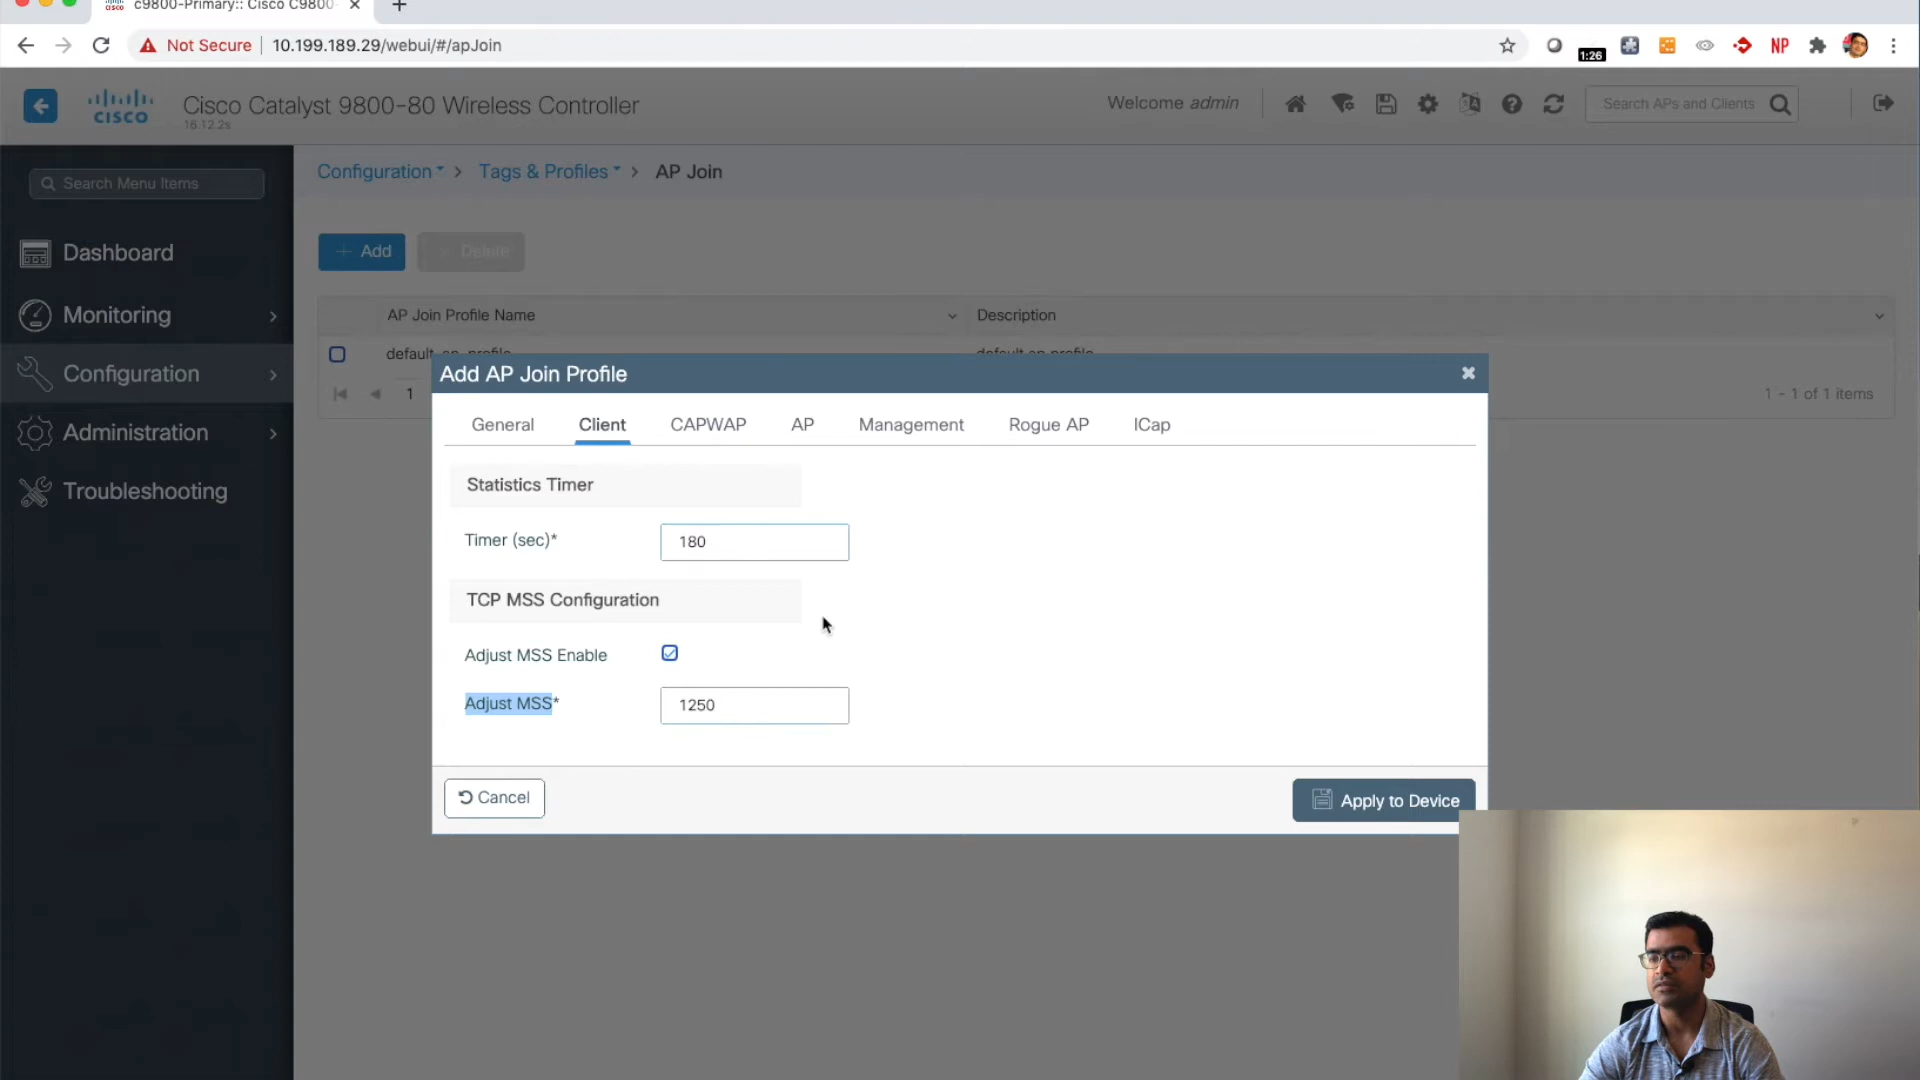 c9800-Primary:: Cisco C9800
Not Secure
10.199.189.29/webui/#/apJoin
1:26
NP
CISCO
Cisco Catalyst 9800-80 Wireless Controller
16.12.2s
Welcome admin
Search APs and Clients
Search Menu Items
Configuration > Tags & Profiles > AP Join
Dashboard
Monitoring
Configuration
Administration
Troubleshooting
+ Add
× Delete
AP Join Profile Name
Description
default-ap-profile
default ap profile
1
1 - 1 of 1 items
Add AP Join Profile
General
Client
CAPWAP
AP
Management
Rogue AP
ICap
Statistics Timer
Timer (sec)*
180
TCP MSS Configuration
Adjust MSS Enable
Adjust MSS*
1250
Cancel
Apply to Device